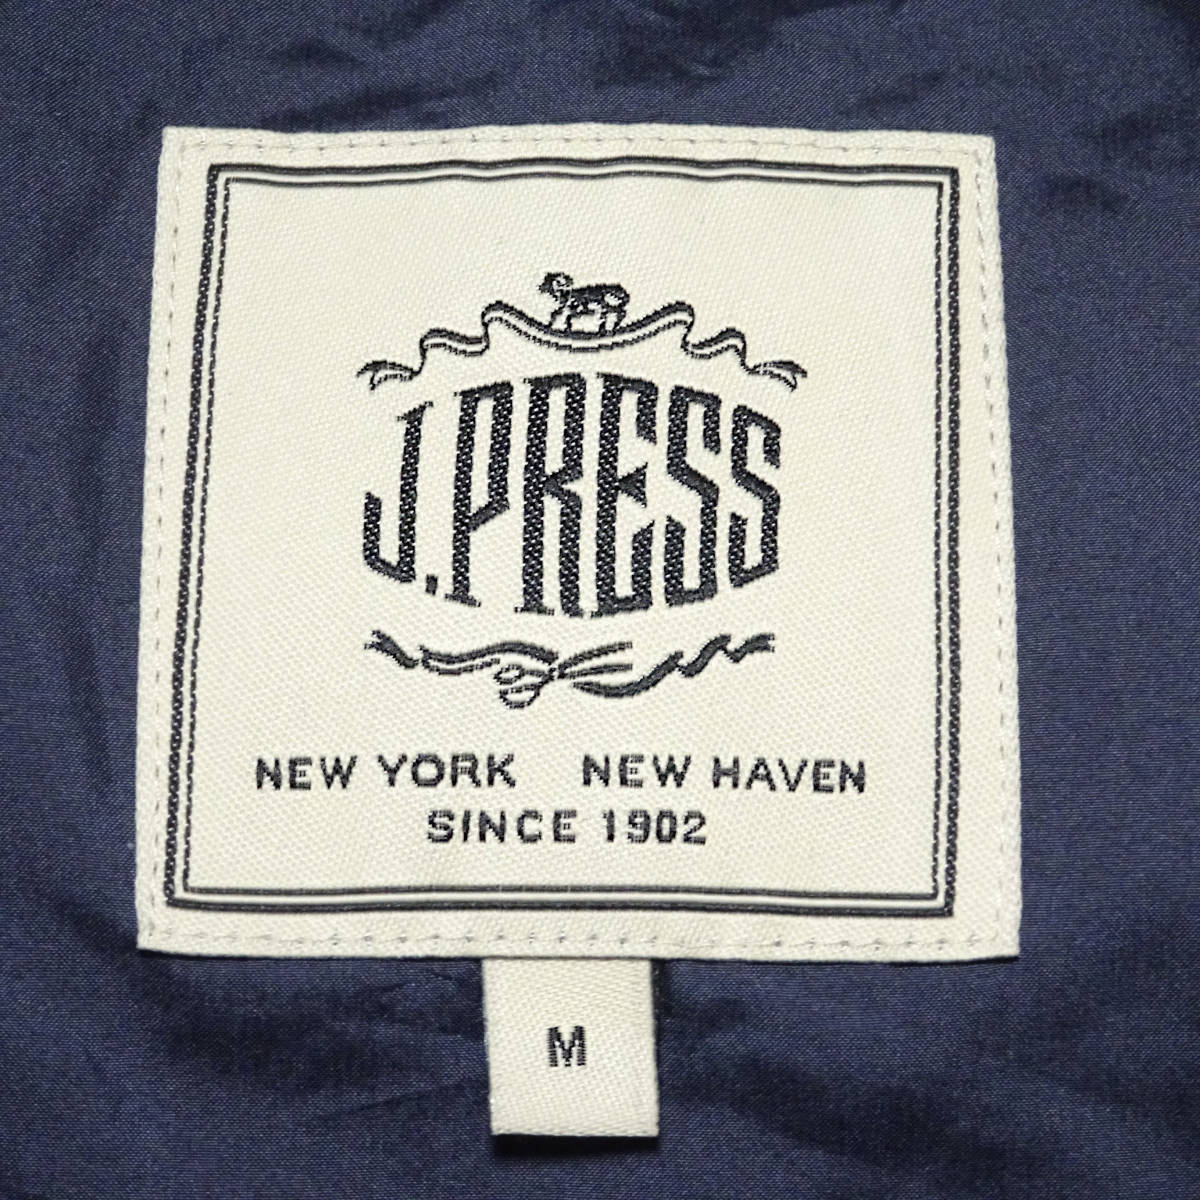 J.PRESS
NEW YORK NEW HAVEN
SINCE 1902
M